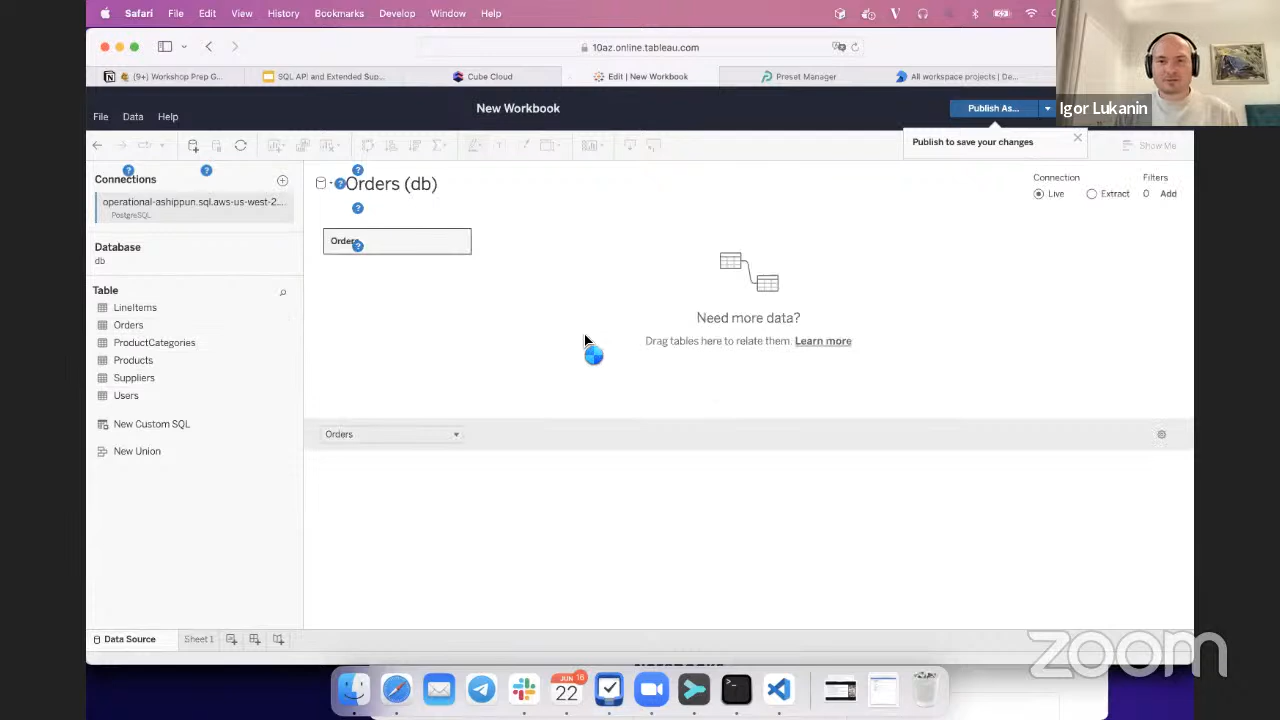 Safari File Edit View History Bookmarks Develop Window Help
10az.online.tableau.com
(9+) Workshop Prep G...
SQL API and Extended Sup...
Cube Cloud
Edit | New Workbook
Preset Manager
All workspace projects | De...
Igor Lukanin
New Workbook
File Data Help
Publish As...
Publish to save your changes
Show Me
Connections
operational-ashippun.sql.aws-us-west-2....
PostgreSQL
Orders (db)
Connection
Live
Extract
Filters
0 Add
Orders
Database
db
Table
LineItems
Orders
ProductCategories
Products
Suppliers
Users
New Custom SQL
New Union
Need more data?
Drag tables here to relate them. Learn more
Orders
Data Source
Sheet 1
zoom
JUN 16
22